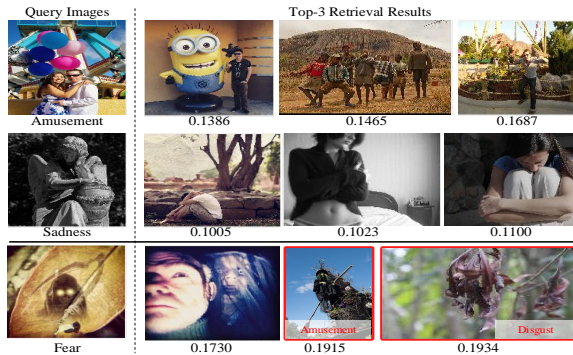 Query Images
Top-3 Retrieval Results
Amusement
0.1386
0.1465
0.1687
Sadness
0.1005
0.1023
0.1100
Amusement
Disgust
Fear
0.1730
0.1915
0.1934